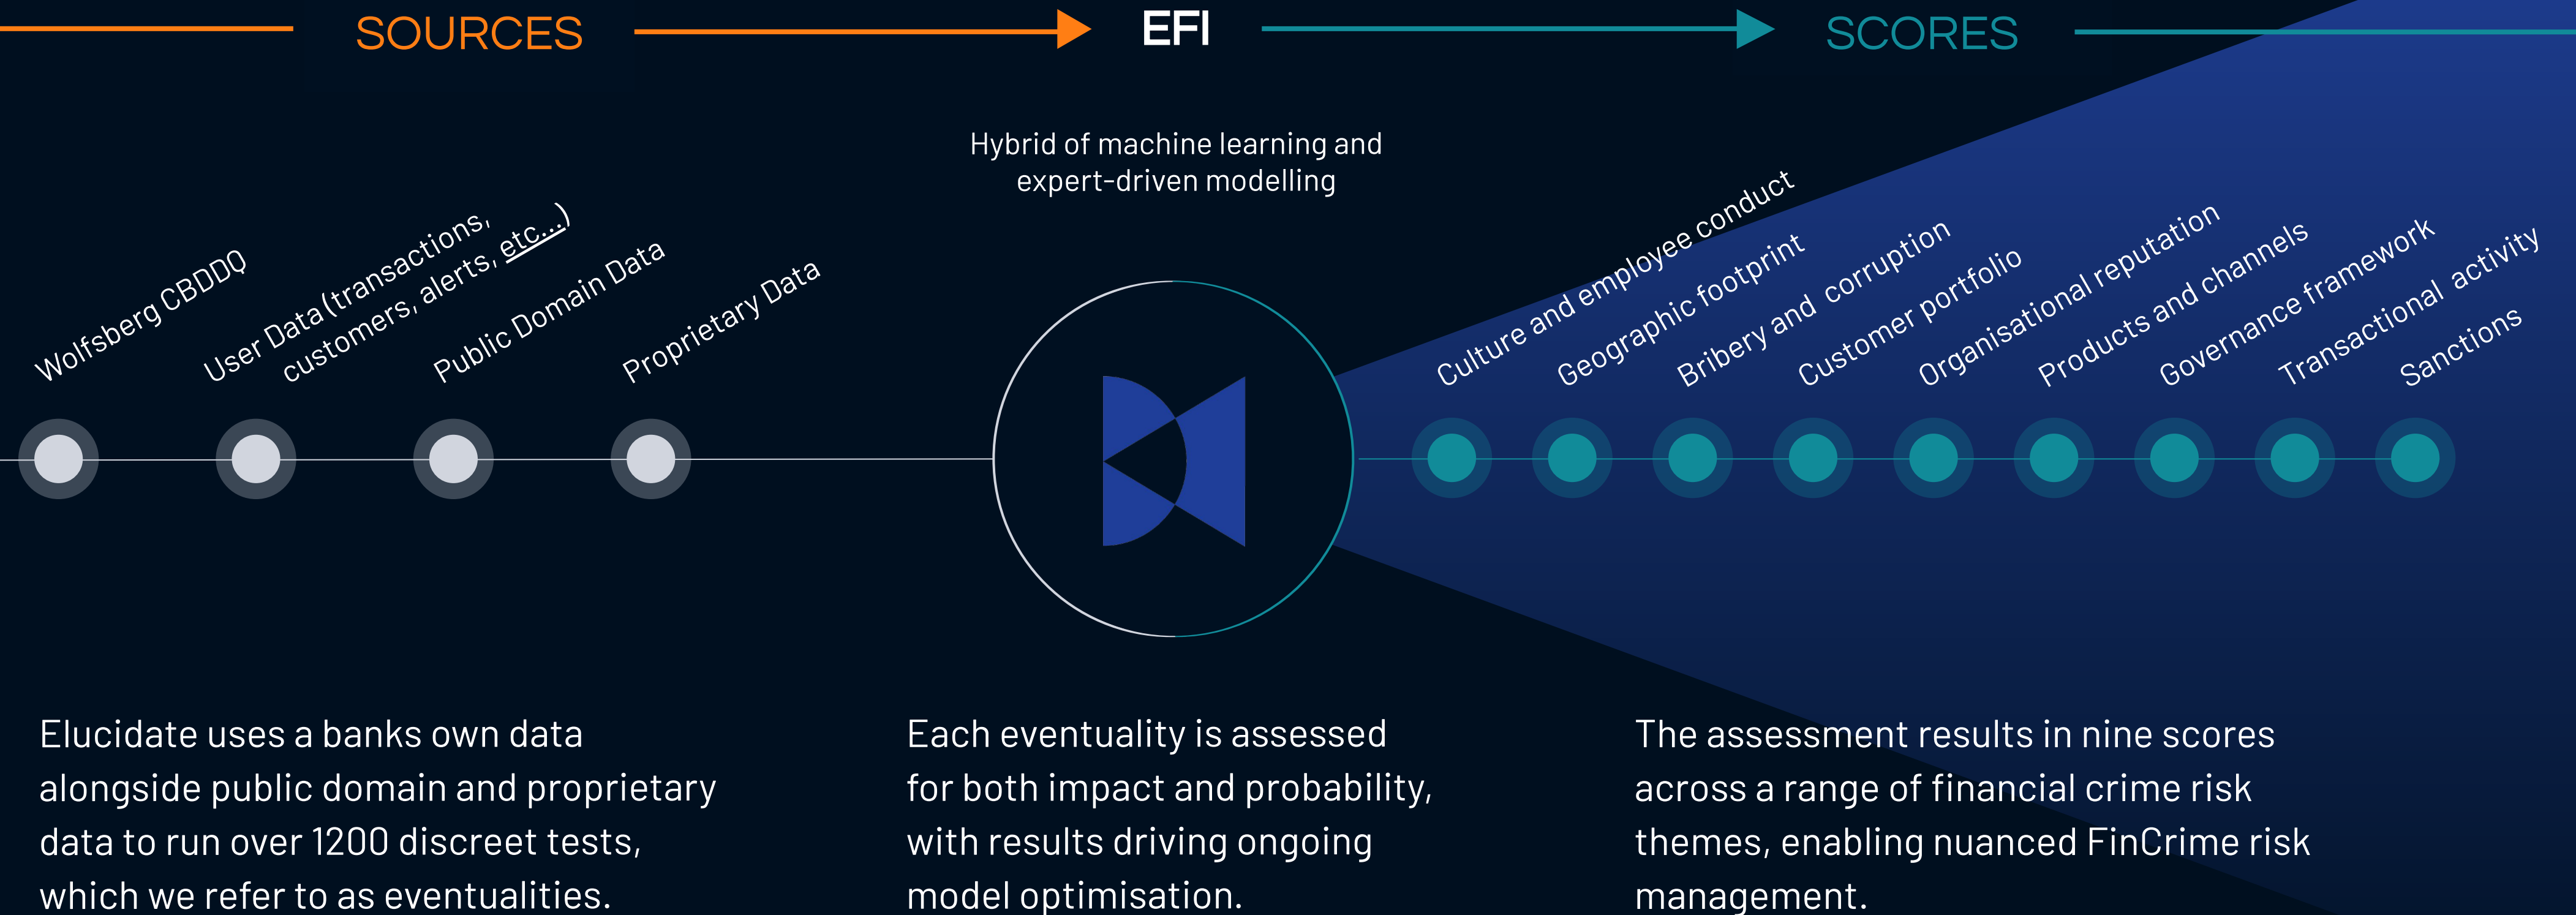 SOURCES
EFI
SCORES
Hybrid of machine learning and
expert-driven modelling
Wolfsberg CBDDQ
User Data (transactions,
customers, alerts, etc...)
Public Domain Data
Proprietary Data
Culture and employee conduct
Geographic footprint
Bribery and corruption
Customer portfolio
Organisational reputation
Products and channels
Governance framework
Transactional activity
Sanctions
Elucidate uses a banks own data
alongside public domain and proprietary
data to run over 1200 discreet tests,
which we refer to as eventualities.
Each eventuality is assessed
for both impact and probability,
with results driving ongoing
model optimisation.
The assessment results in nine scores
across a range of financial crime risk
themes, enabling nuanced FinCrime risk
management.